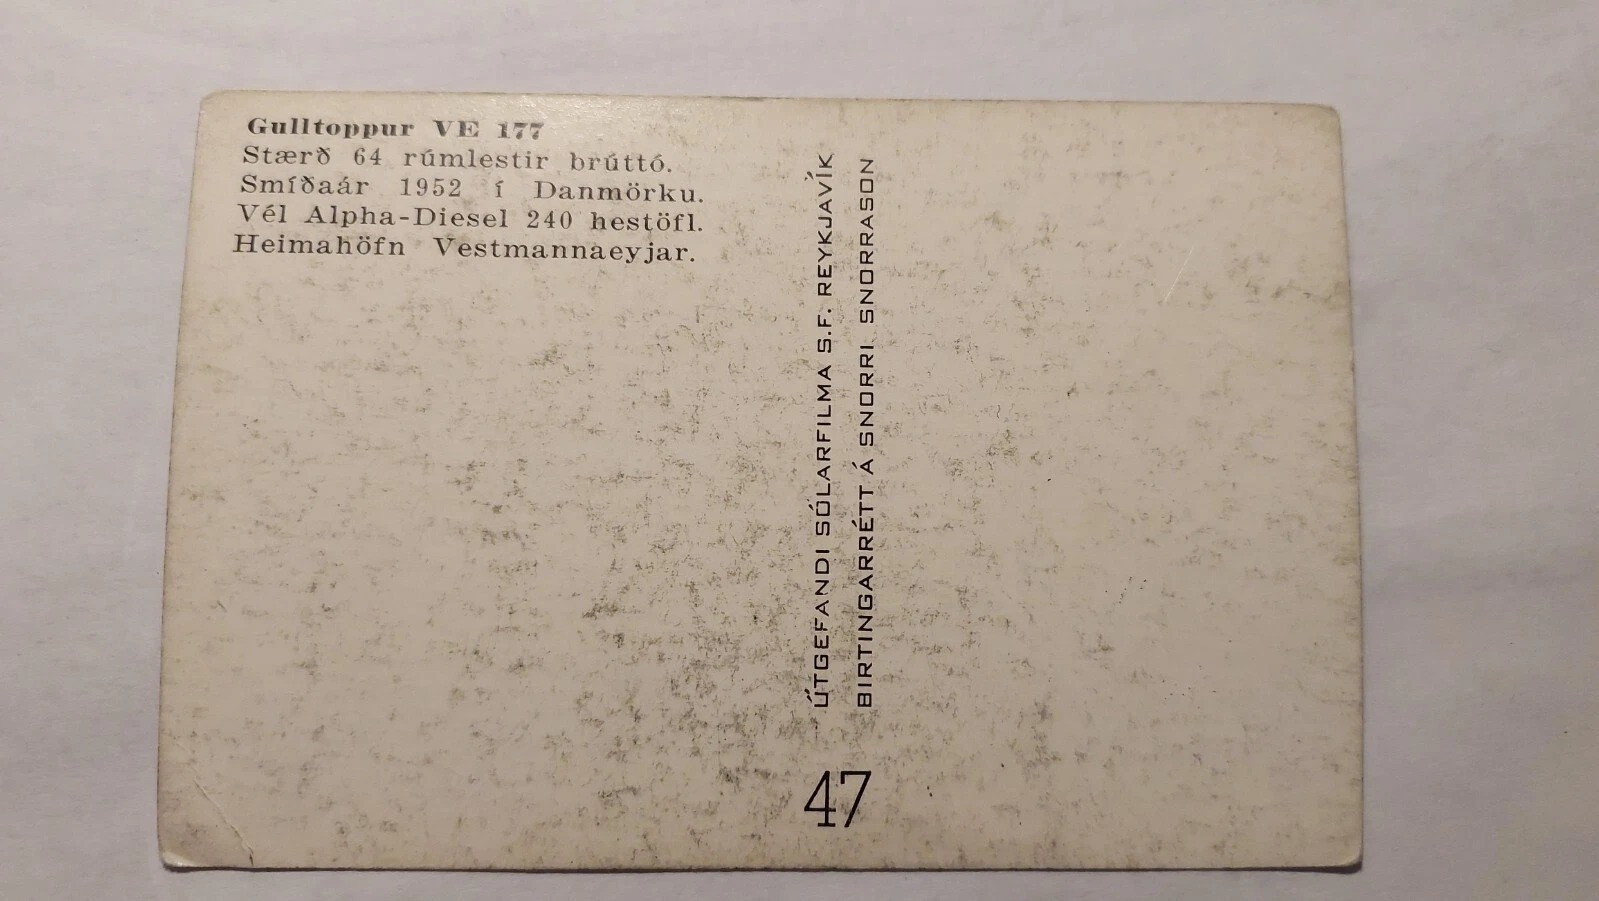 Gulltoppur VE 177
Stærð 64 rúmlestir brúttó.
Smíðaár 1952 í Danmörku.
Vél Alpha-Diesel 240 hestöfl.
Heimahöfn Vestmannaeyjar.
ÚTGEFANDI SÓLARFILMA S.F. REYKJAVÍK
BIRTINGARRÉTT Á SNORRI SNORRASON
47